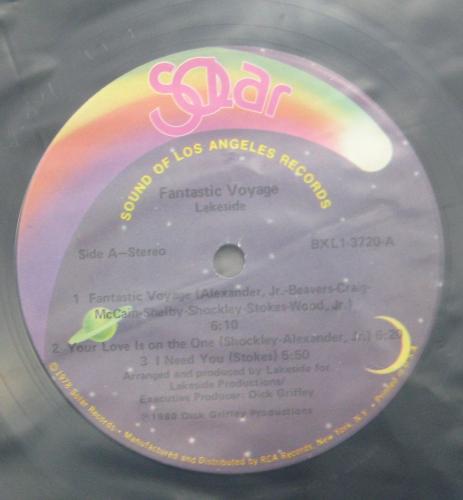 Solar
SOUND OF LOS ANGELES RECORDS
Fantastic Voyage
Lakeside
Side A—Stereo
BXL1-3720-A
1 Fantastic Voyage (Alexander, Jr.-Beavers-Craig-
McCain-Shelby-Shockley-Stokes-Wood, Jr.)
6:10
2 Your Love is on the One (Shockley-Alexander, Jr.)
3 I Need You (Stokes) 5:50
Arranged and produced by Lakeside for
Lakeside Productions/
Executive Producer: Dick Griffey
℗1980 Dick Griffey Productions
©1978 Solar Records • Manufactured and Distributed by RCA Records, New York, N.Y. • Printed in